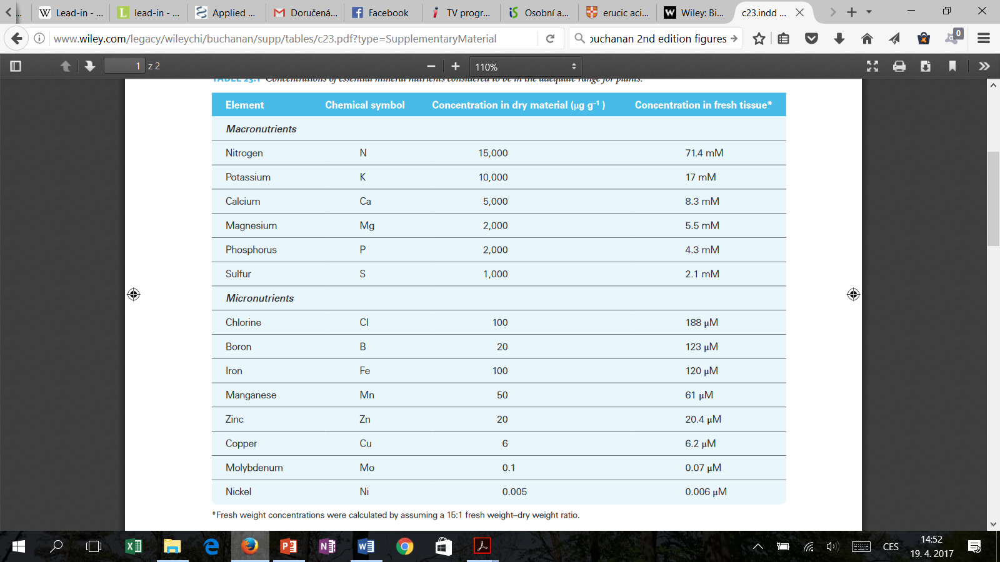 W Lead-in - ... L lead-in - ... Applied ... Doručená... Facebook TV progr... Osobní a... erucic aci... W Wiley: Bi... c23.indd ...
www.wiley.com/legacy/wileychi/buchanan/supp/tables/c23.pdf?type=SupplementaryMaterial buchanan 2nd edition figures 0
1 z 2 110%
TABLE 23.1 Concentrations of essential mineral nutrients considered to be in the adequate range for plants.
Element Chemical symbol Concentration in dry material (µg g⁻¹) Concentration in fresh tissue*
Macronutrients
Nitrogen N 15,000 71.4 mM
Potassium K 10,000 17 mM
Calcium Ca 5,000 8.3 mM
Magnesium Mg 2,000 5.5 mM
Phosphorus P 2,000 4.3 mM
Sulfur S 1,000 2.1 mM
Micronutrients
Chlorine Cl 100 188 µM
Boron B 20 123 µM
Iron Fe 100 120 µM
Manganese Mn 50 61 µM
Zinc Zn 20 20.4 µM
Copper Cu 6 6.2 µM
Molybdenum Mo 0.1 0.07 µM
Nickel Ni 0.005 0.006 µM
*Fresh weight concentrations were calculated by assuming a 15:1 fresh weight–dry weight ratio.
CES 14:52
19. 4. 2017